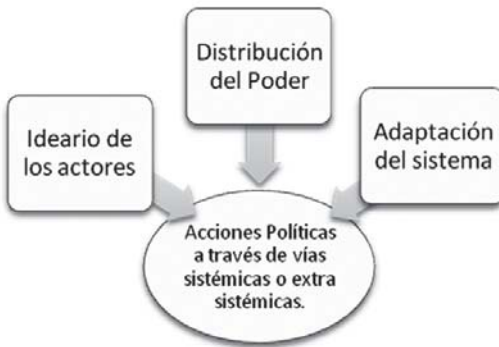 Distribución
del Poder
Ideario de
los actores
Adaptación
del sistema
Acciones Políticas
a través de vías
sistémicas o extra
sistémicas.